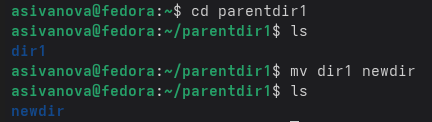 asivanova@fedora:~$ cd parentdir1
asivanova@fedora:~/parentdir1$ ls
dir1
asivanova@fedora:~/parentdir1$ mv dir1 newdir
asivanova@fedora:~/parentdir1$ ls
newdir